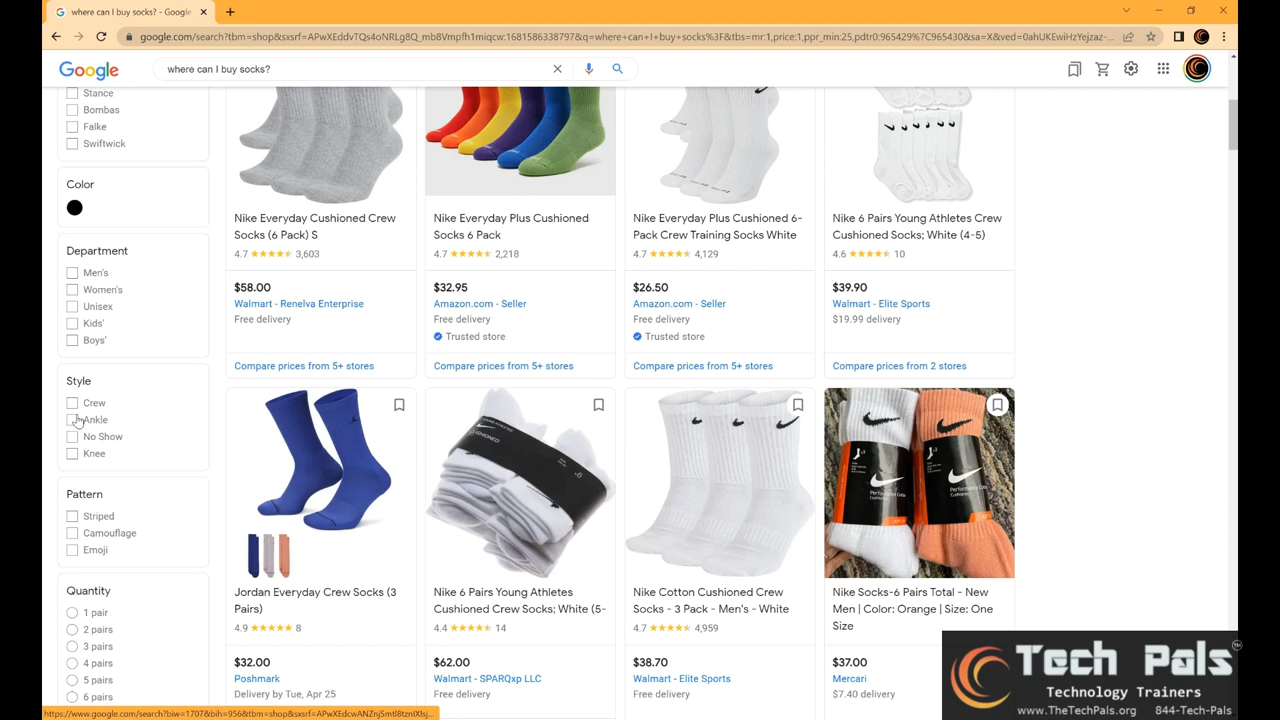 where can I buy socks? - Google
google.com/search?tbm=shop&sxsrf=APwXEddvTQs4oNRLg8Q_mb8Vmpfh1miqcw:1681586338797&q=where+can+I+buy+socks%3F&tbs=mr:1,price:1,ppr_min:25,pdtr0:965429%7C965430&sa=X&ved=0ahUKEwiHzYejzaz-...
Google
where can I buy socks?
Stance
Bombas
Falke
Swiftwick
Color
Department
Men's
Women's
Unisex
Kids'
Boys'
Style
Crew
Ankle
No Show
Knee
Pattern
Striped
Camouflage
Emoji
Quantity
1 pair
2 pairs
3 pairs
4 pairs
5 pairs
6 pairs
Nike Everyday Cushioned Crew
Socks (6 Pack) S
4.7 3,603
$58.00
Walmart - Renelva Enterprise
Free delivery
Compare prices from 5+ stores
Nike Everyday Plus Cushioned
Socks 6 Pack
4.7 2,218
$32.95
Amazon.com - Seller
Free delivery
Trusted store
Compare prices from 5+ stores
Nike Everyday Plus Cushioned 6-
Pack Crew Training Socks White
4.7 4,129
$26.50
Amazon.com - Seller
Free delivery
Trusted store
Compare prices from 5+ stores
Nike 6 Pairs Young Athletes Crew
Cushioned Socks; White (4-5)
4.6 10
$39.90
Walmart - Elite Sports
$19.99 delivery
Compare prices from 2 stores
Jordan Everyday Crew Socks (3
Pairs)
4.9 8
$32.00
Poshmark
Delivery by Tue, Apr 25
Nike 6 Pairs Young Athletes
Cushioned Crew Socks; White (5-
4.4 14
$62.00
Walmart - SPARQxp LLC
Free delivery
Nike Cotton Cushioned Crew
Socks - 3 Pack - Men's - White
4.7 4,959
$38.70
Walmart - Elite Sports
Free delivery
Nike Socks-6 Pairs Total - New
Men | Color: Orange | Size: One
Size
$37.00
Mercari
$7.40 delivery
Tech Pals™
Technology Trainers
www.TheTechPals.org 844-Tech-Pals